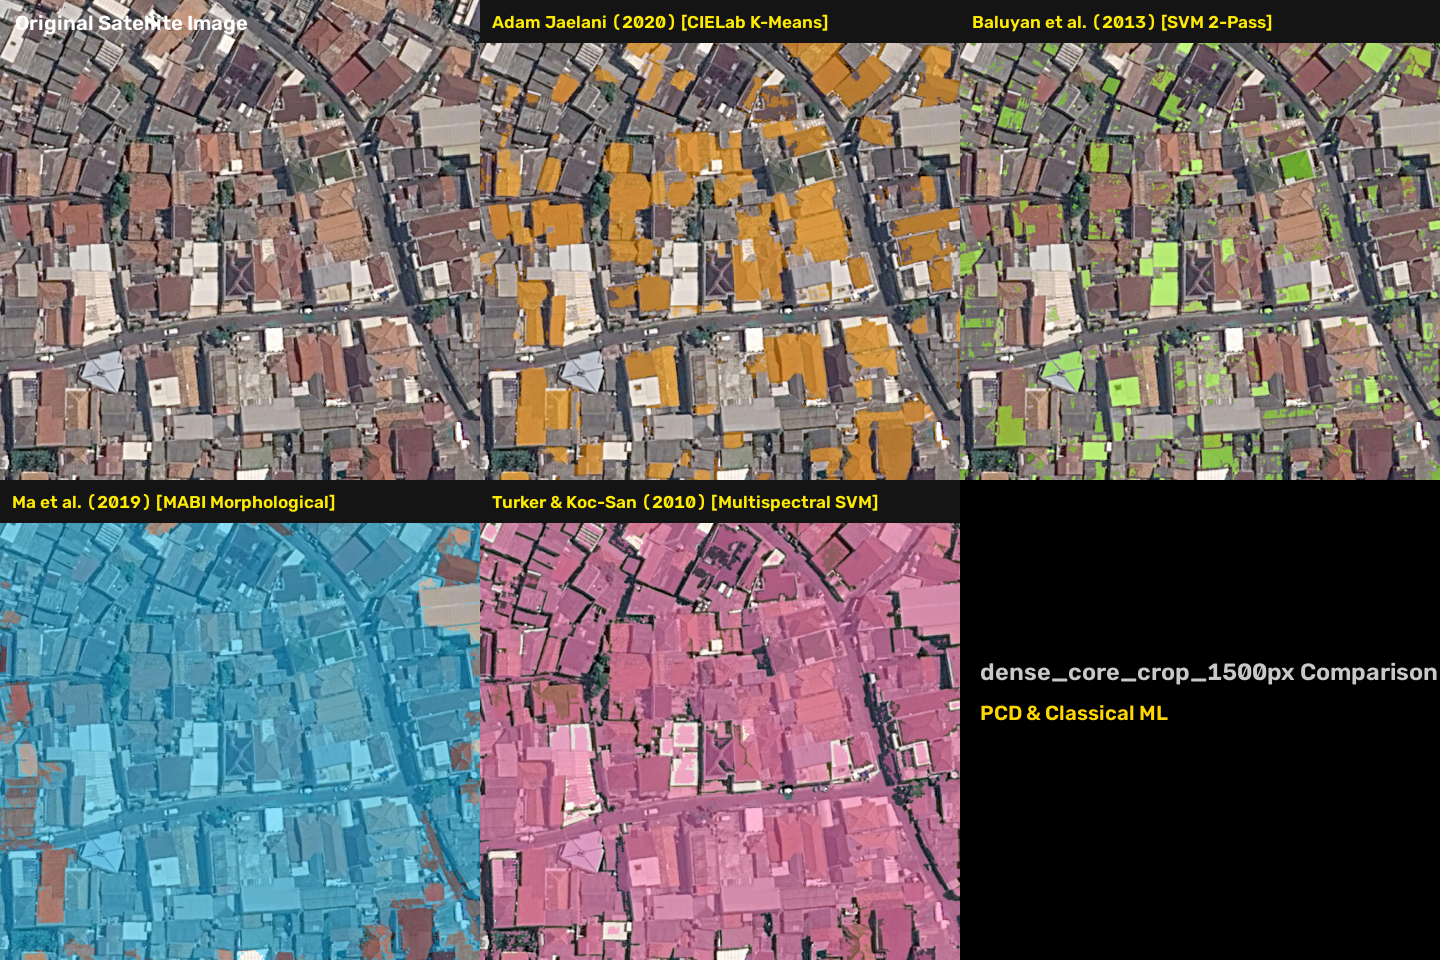 Original Satellite Image
Adam Jaelani (2020) [CIELab K-Means]
Baluyan et al. (2013) [SVM 2-Pass]
Ma et al. (2019) [MABI Morphological]
Turker & Koc-San (2010) [Multispectral SVM]
dense_core_crop_1500px Comparison
PCD & Classical ML